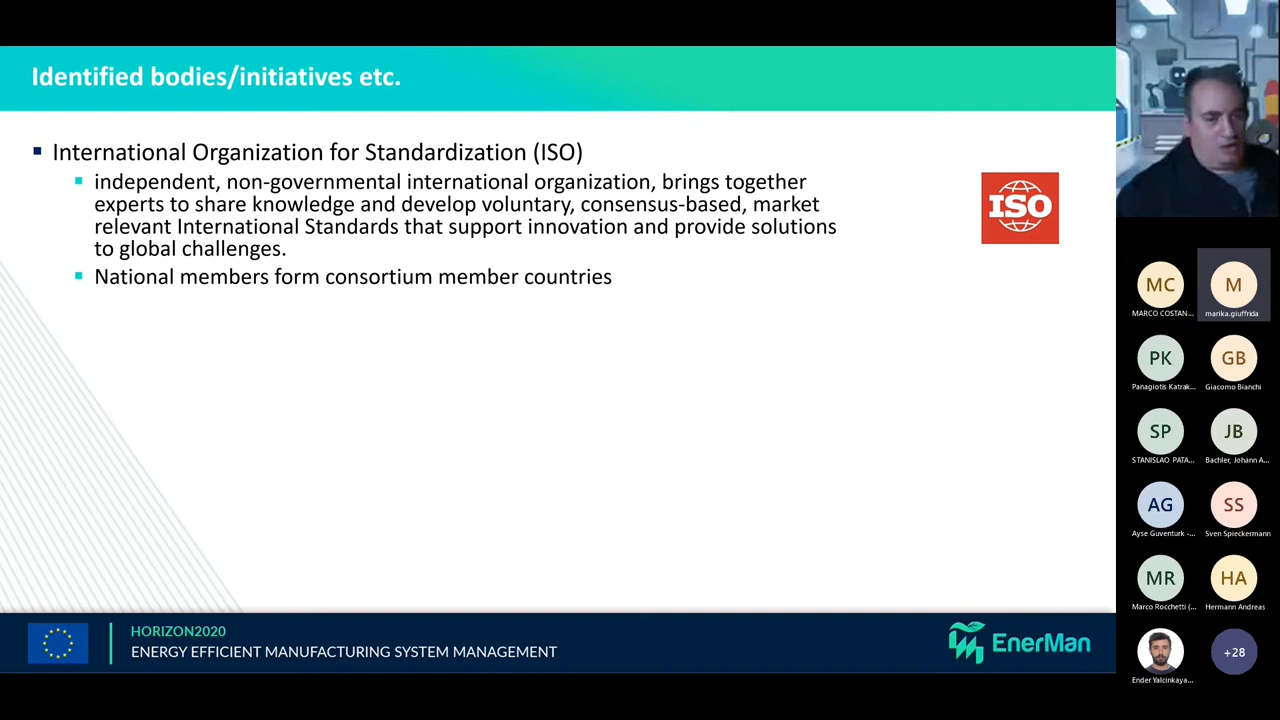 Identified bodies/initiatives etc.
International Organization for Standardization (ISO)
independent, non-governmental international organization, brings together
experts to share knowledge and develop voluntary, consensus-based, market
relevant International Standards that support innovation and provide solutions
to global challenges.
National members form consortium member countries
ISO
HORIZON2020
ENERGY EFFICIENT MANUFACTURING SYSTEM MANAGEMENT
EnerMan
MC
MARCO COSTAN...
M
marika.giuffrida
PK
Panagiotis Katrak...
GB
Giacomo Bianchi
SP
STANISLAO PATA...
JB
Bachler, Johann A...
AG
Ayse Guventurk -...
SS
Sven Spieckermann
MR
Marco Rocchetti (...
HA
Hermann Andreas
Ender Yalcinkaya...
+28